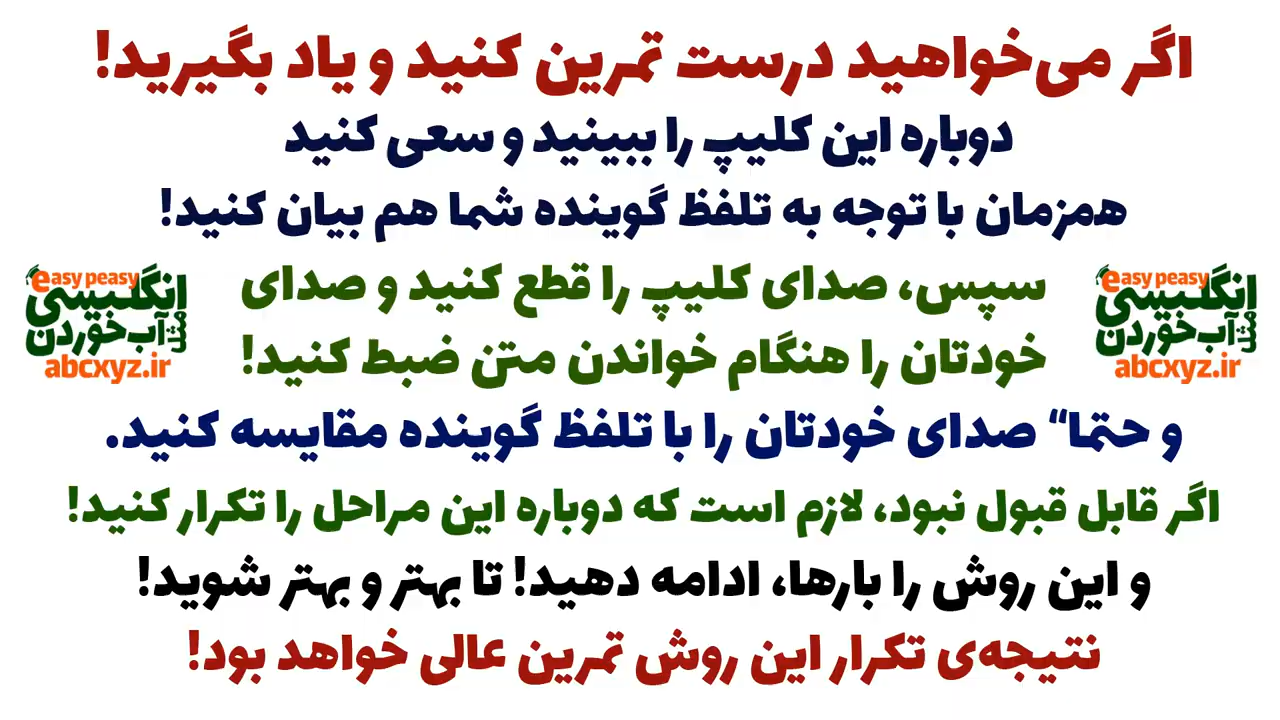 اگر می‌خواهید درست تمرین کنید و یاد بگیرید!
دوباره این کلیپ را ببینید و سعی کنید
همزمان با توجه به تلفظ گوینده شما هم بیان کنید!
سپس، صدای کلیپ را قطع کنید و صدای
خودتان را هنگام خواندن متن ضبط کنید!
و حتما“ صدای خودتان را با تلفظ گوینده مقایسه کنید.
اگر قابل قبول نبود، لازم است که دوباره این مراحل را تکرار کنید!
و این روش را بارها، ادامه دهید! تا بهتر و بهتر شوید!
نتیجه‌ی تکرار این روش تمرین عالی خواهد بود!
easy peasy
انگلیسی
مثل آب خوردن
abcxyz.ir
easy peasy
انگلیسی
مثل آب خوردن
abcxyz.ir